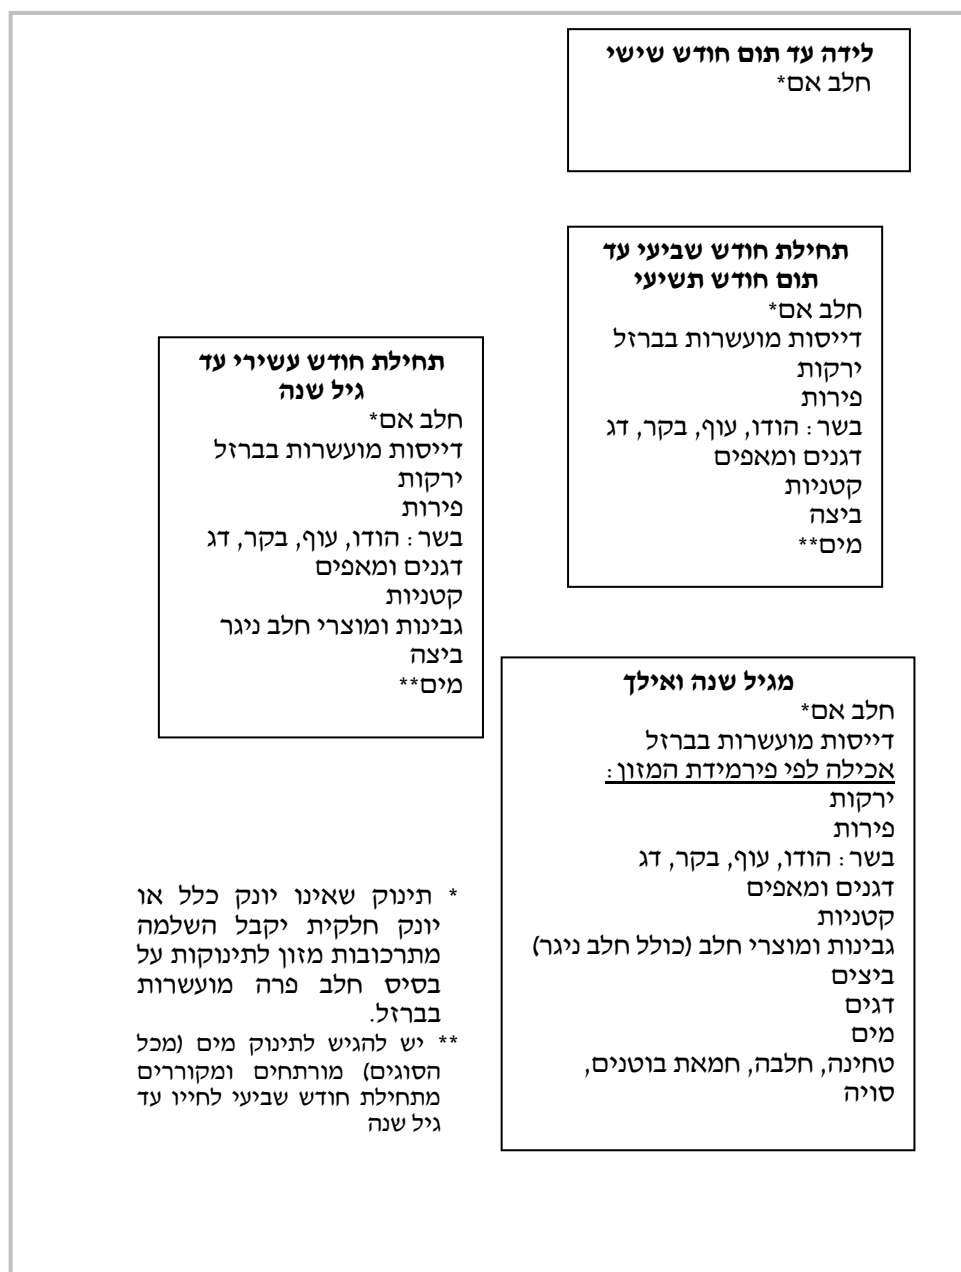 לידה עד תום חודש שישי
חלב אם*
תחילת חודש שביעי עד
תום חודש תשיעי
חלב אם*
דייסות מועשרות בברזל
ירקות
פירות
בשר : הודו, עוף, בקר, דג
דגנים ומאפים
קטניות
ביצה
מים**
תחילת חודש עשירי עד
גיל שנה
חלב אם*
דייסות מועשרות בברזל
ירקות
פירות
בשר : הודו, עוף, בקר, דג
דגנים ומאפים
קטניות
גבינות ומוצרי חלב ניגר
ביצה
מים**
מגיל שנה ואילך
חלב אם*
דייסות מועשרות בברזל
אכילה לפי פירמידת המזון :
ירקות
פירות
בשר : הודו, עוף, בקר, דג
דגנים ומאפים
קטניות
גבינות ומוצרי חלב (כולל חלב ניגר)
ביצים
דגים
מים
טחינה, חלבה, חמאת בוטנים,
סויה
* תינוק שאינו יונק כלל או
יונק חלקית יקבל השלמה
מתרכובות מזון לתינוקות על
בסיס חלב פרה מועשרות
בברזל.
** יש להגיש לתינוק מים (מכל
הסוגים) מורתחים ומקוררים
מתחילת חודש שביעי לחייו עד
גיל שנה